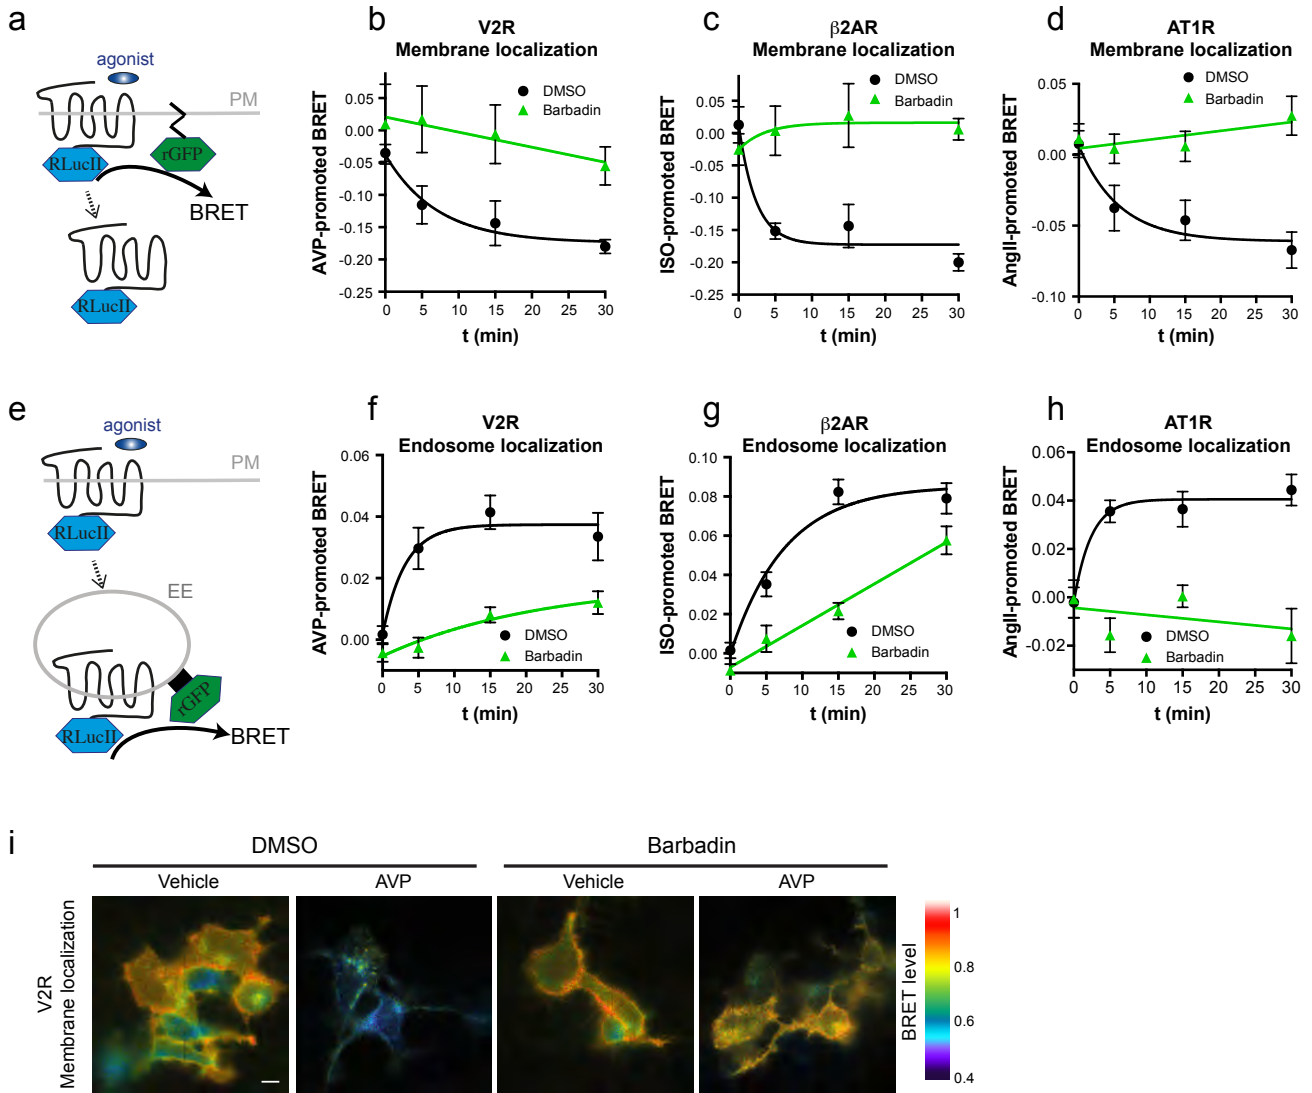 a
agonist
PM
RLucII
rGFP
BRET
RLucII
b
V2R
Membrane localization
AVP-promoted BRET
0.05
0.00
-0.05
-0.10
-0.15
-0.20
-0.25
DMSO
Barbadin
0 5 10 15 20 25 30
t (min)
c
β2AR
Membrane localization
ISO-promoted BRET
0.05
0.00
-0.05
-0.10
-0.15
-0.20
-0.25
DMSO
Barbadin
0 5 10 15 20 25 30
t (min)
d
AT1R
Membrane localization
AngII-promoted BRET
0.05
0.00
-0.05
-0.10
DMSO
Barbadin
0 5 10 15 20 25 30
t (min)
e
agonist
PM
RLucII
EE
rGFP
RLucII
BRET
f
V2R
Endosome localization
AVP-promoted BRET
0.06
0.04
0.02
0.00
DMSO
Barbadin
0 5 10 15 20 25 30
t (min)
g
β2AR
Endosome localization
ISO-promoted BRET
0.10
0.08
0.06
0.04
0.02
0.00
DMSO
Barbadin
0 5 10 15 20 25 30
t (min)
h
AT1R
Endosome localization
AngII-promoted BRET
0.06
0.04
0.02
0.00
-0.02
DMSO
Barbadin
0 5 10 15 20 25 30
t (min)
i
DMSO
Barbadin
Vehicle
AVP
Vehicle
AVP
V2R
Membrane localization
1
0.8
0.6
0.4
BRET level